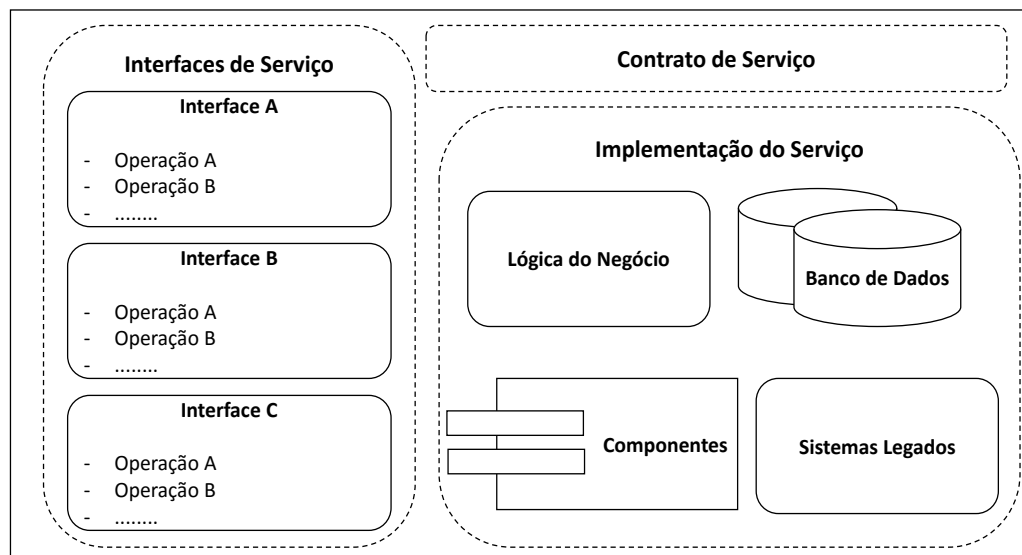 Interfaces de Serviço
Interface A
- Operação A
- Operação B
- ........
Interface B
- Operação A
- Operação B
- ........
Interface C
- Operação A
- Operação B
- ........
Contrato de Serviço
Implementação do Serviço
Lógica do Negócio
Banco de Dados
Componentes
Sistemas Legados